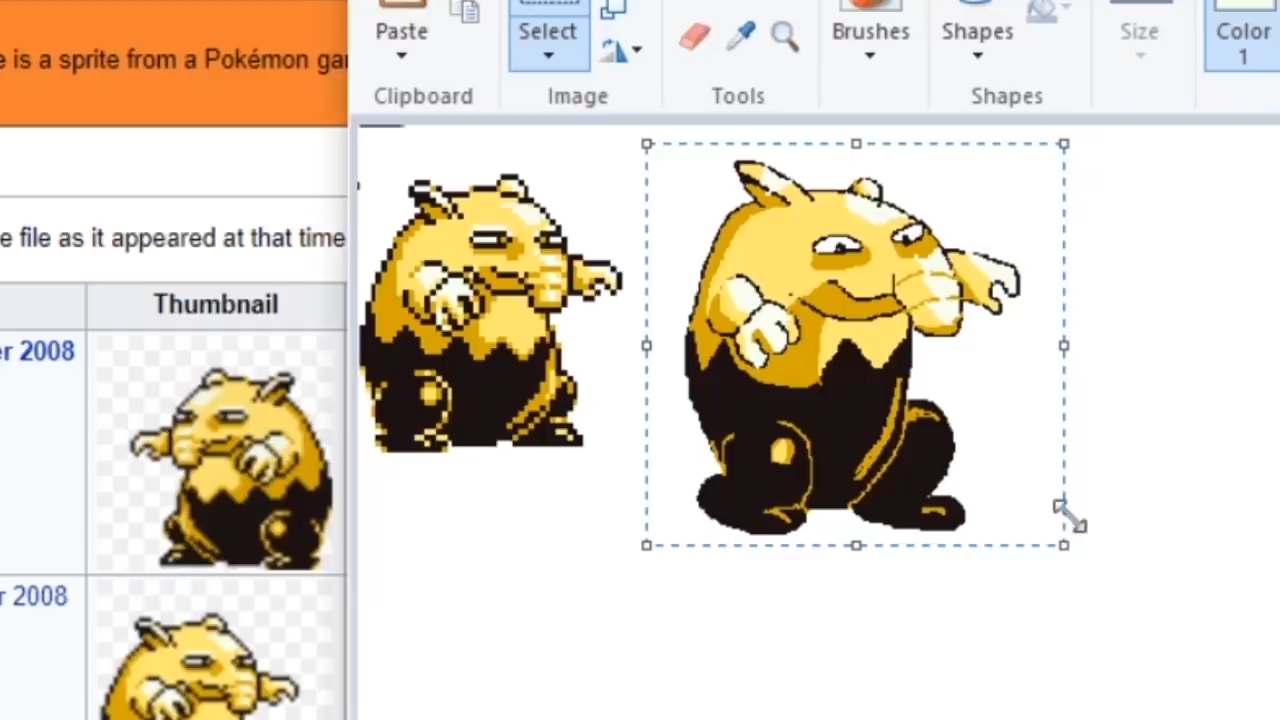 e is a sprite from a Pokémon gam
e file as it appeared at that time
Thumbnail
er 2008
r 2008
Paste
Select
Brushes
Shapes
Size
Color
1
Clipboard
Image
Tools
Shapes